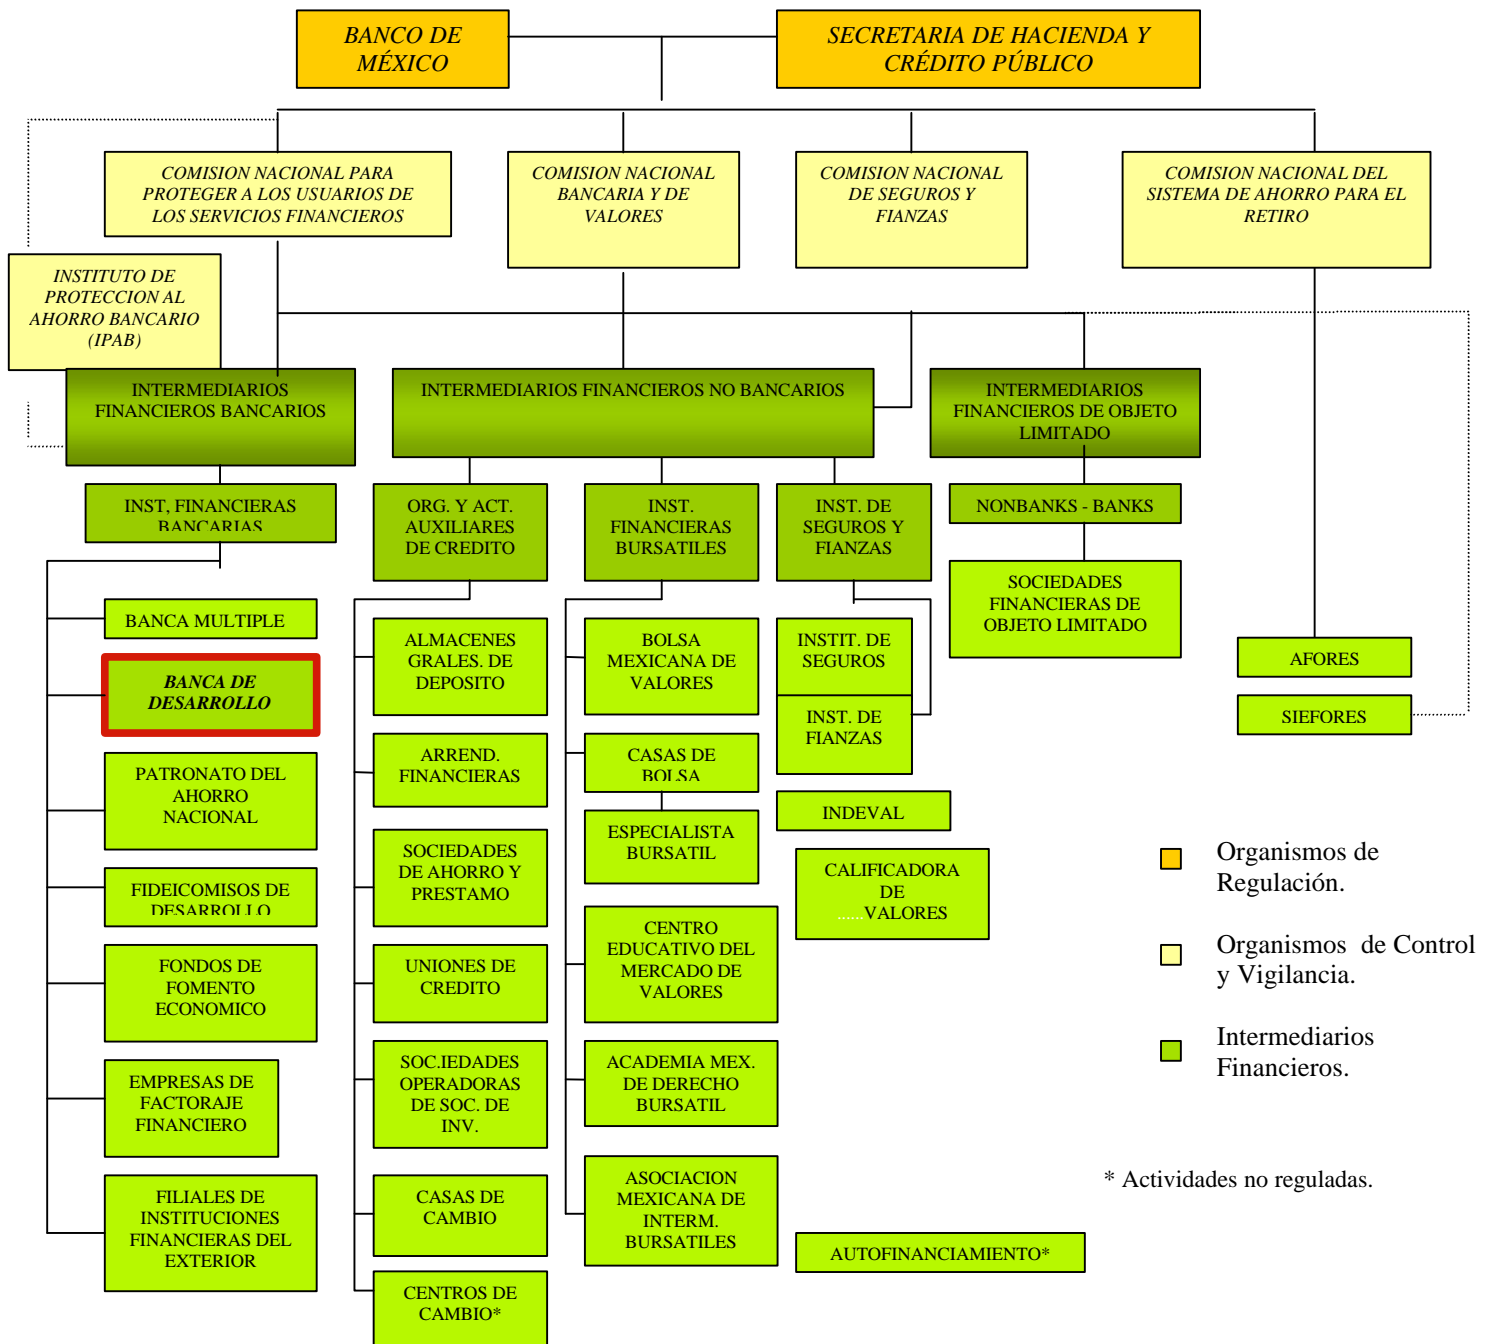 BANCO DE
MÉXICO
SECRETARIA DE HACIENDA Y
CRÉDITO PÚBLICO
COMISION NACIONAL PARA
PROTEGER A LOS USUARIOS DE
LOS SERVICIOS FINANCIEROS
COMISION NACIONAL
BANCARIA Y DE
VALORES
COMISION NACIONAL
DE SEGUROS Y
FIANZAS
COMISION NACIONAL DEL
SISTEMA DE AHORRO PARA EL
RETIRO
INSTITUTO DE
PROTECCION AL
AHORRO BANCARIO
(IPAB)
INTERMEDIARIOS
FINANCIEROS BANCARIOS
INTERMEDIARIOS FINANCIEROS NO BANCARIOS
INTERMEDIARIOS
FINANCIEROS DE OBJETO
LIMITADO
INST, FINANCIERAS
BANCARIAS
ORG. Y ACT.
AUXILIARES
DE CREDITO
INST.
FINANCIERAS
BURSATILES
INST. DE
SEGUROS Y
FIANZAS
NONBANKS - BANKS
SOCIEDADES
FINANCIERAS DE
OBJETO LIMITADO
BANCA MULTIPLE
BANCA DE
DESARROLLO
PATRONATO DEL
AHORRO
NACIONAL
FIDEICOMISOS DE
DESARROLLO
FONDOS DE
FOMENTO
ECONOMICO
EMPRESAS DE
FACTORAJE
FINANCIERO
FILIALES DE
INSTITUCIONES
FINANCIERAS DEL
EXTERIOR
ALMACENES
GRALES. DE
DEPOSITO
ARREND.
FINANCIERAS
SOCIEDADES
DE AHORRO Y
PRESTAMO
UNIONES DE
CREDITO
SOC.IEDADES
OPERADORAS
DE SOC. DE
INV.
CASAS DE
CAMBIO
CENTROS DE
CAMBIO*
BOLSA
MEXICANA DE
VALORES
CASAS DE
BOLSA
ESPECIALISTA
BURSATIL
CENTRO
EDUCATIVO DEL
MERCADO DE
VALORES
ACADEMIA MEX.
DE DERECHO
BURSATIL
ASOCIACION
MEXICANA DE
INTERM.
BURSATILES
INSTIT. DE
SEGUROS
INST. DE
FIANZAS
INDEVAL
CALIFICADORA
DE
......VALORES
AUTOFINANCIAMIENTO*
AFORES
SIEFORES
Organismos de
Regulación.
Organismos de Control
y Vigilancia.
Intermediarios
Financieros.
* Actividades no reguladas.